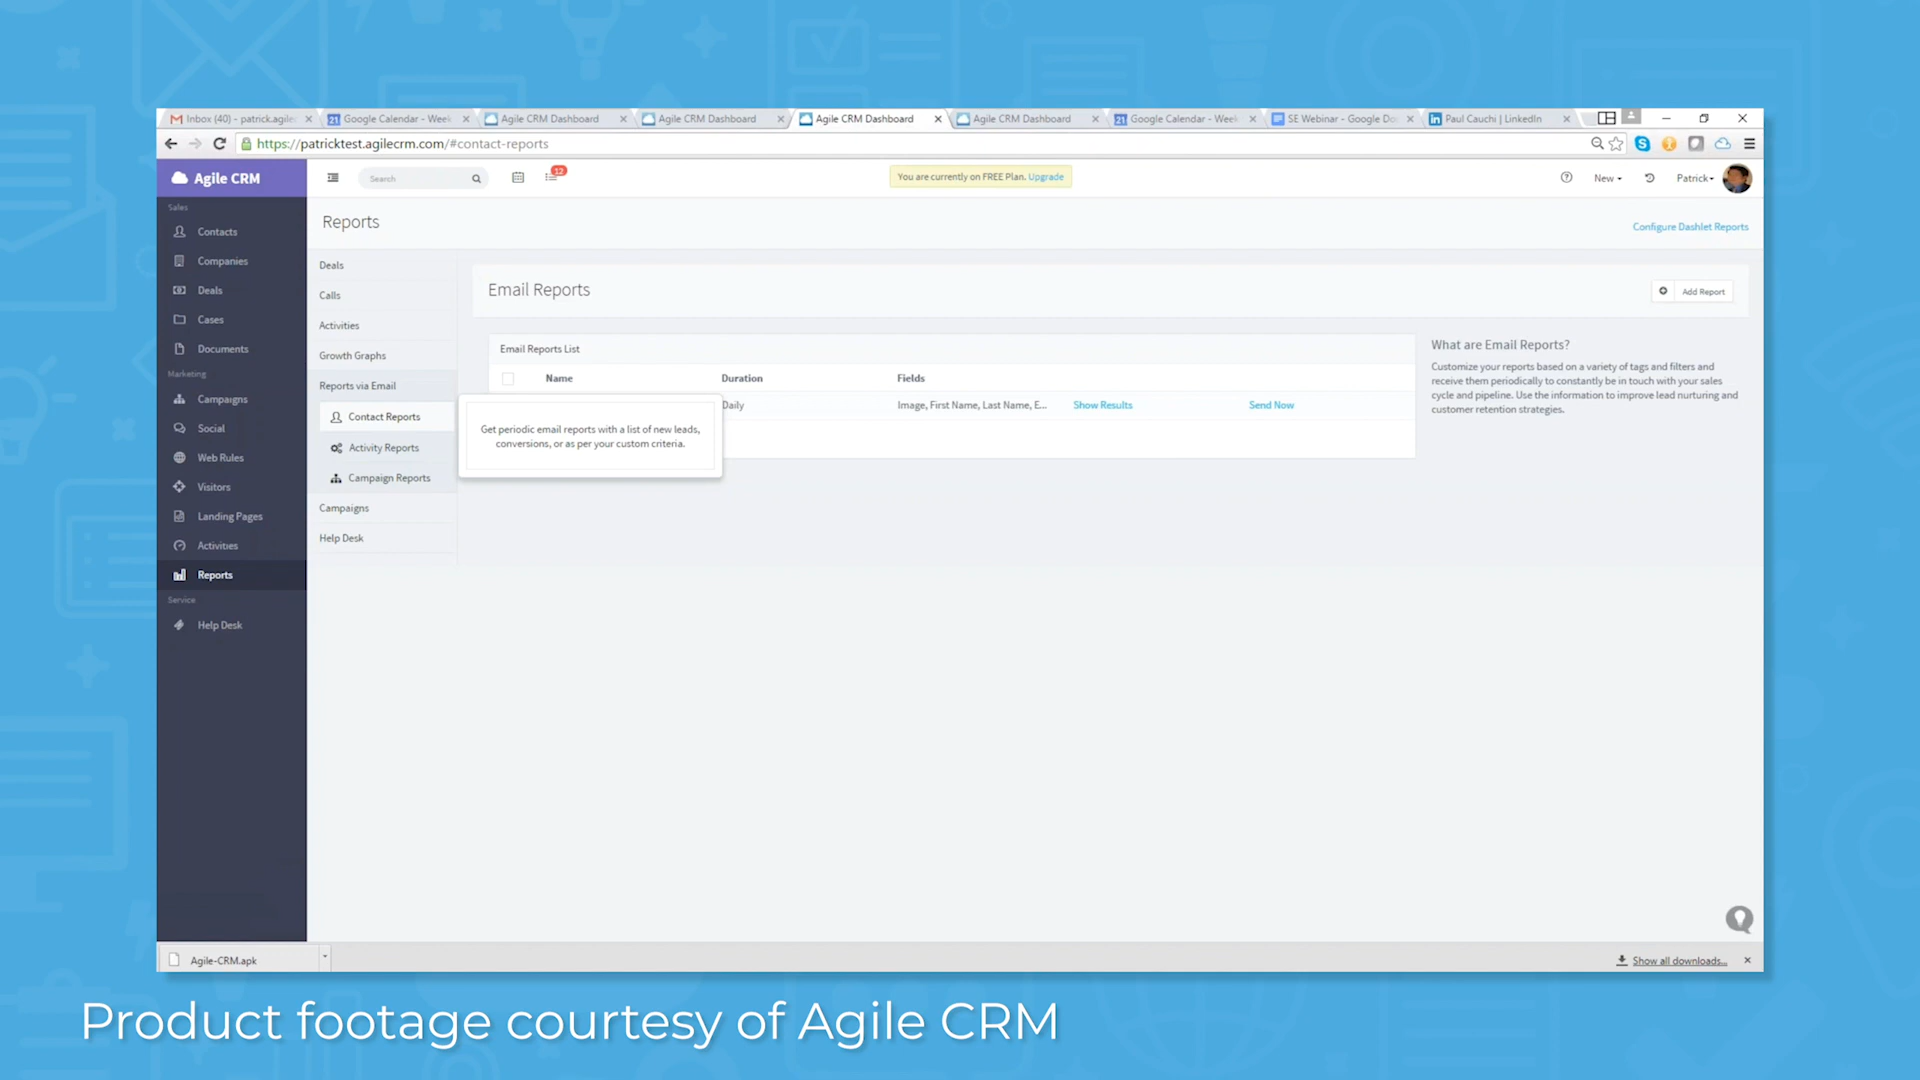 Inbox (40) - patrick.agilec
Google Calendar - Week
Agile CRM Dashboard
Agile CRM Dashboard
Agile CRM Dashboard
Agile CRM Dashboard
Google Calendar - Week
SE Webinar - Google Do
Paul Cauchi | LinkedIn
https://patricktest.agilecrm.com/#contact-reports
Agile CRM
Search
12
You are currently on FREE Plan. Upgrade
New
Patrick
Sales
Contacts
Companies
Deals
Cases
Documents
Marketing
Campaigns
Social
Web Rules
Visitors
Landing Pages
Activities
Reports
Service
Help Desk
Reports
Configure Dashlet Reports
Deals
Calls
Activities
Growth Graphs
Reports via Email
Contact Reports
Activity Reports
Campaign Reports
Campaigns
Help Desk
Email Reports
Add Report
Email Reports List
Name Duration Fields
Daily Image, First Name, Last Name, E... Show Results Send Now
Get periodic email reports with a list of new leads,
conversions, or as per your custom criteria.
What are Email Reports?
Customize your reports based on a variety of tags and filters and
receive them periodically to constantly be in touch with your sales
cycle and pipeline. Use the information to improve lead nurturing and
customer retention strategies.
Agile-CRM.apk
Show all downloads...
Product footage courtesy of Agile CRM